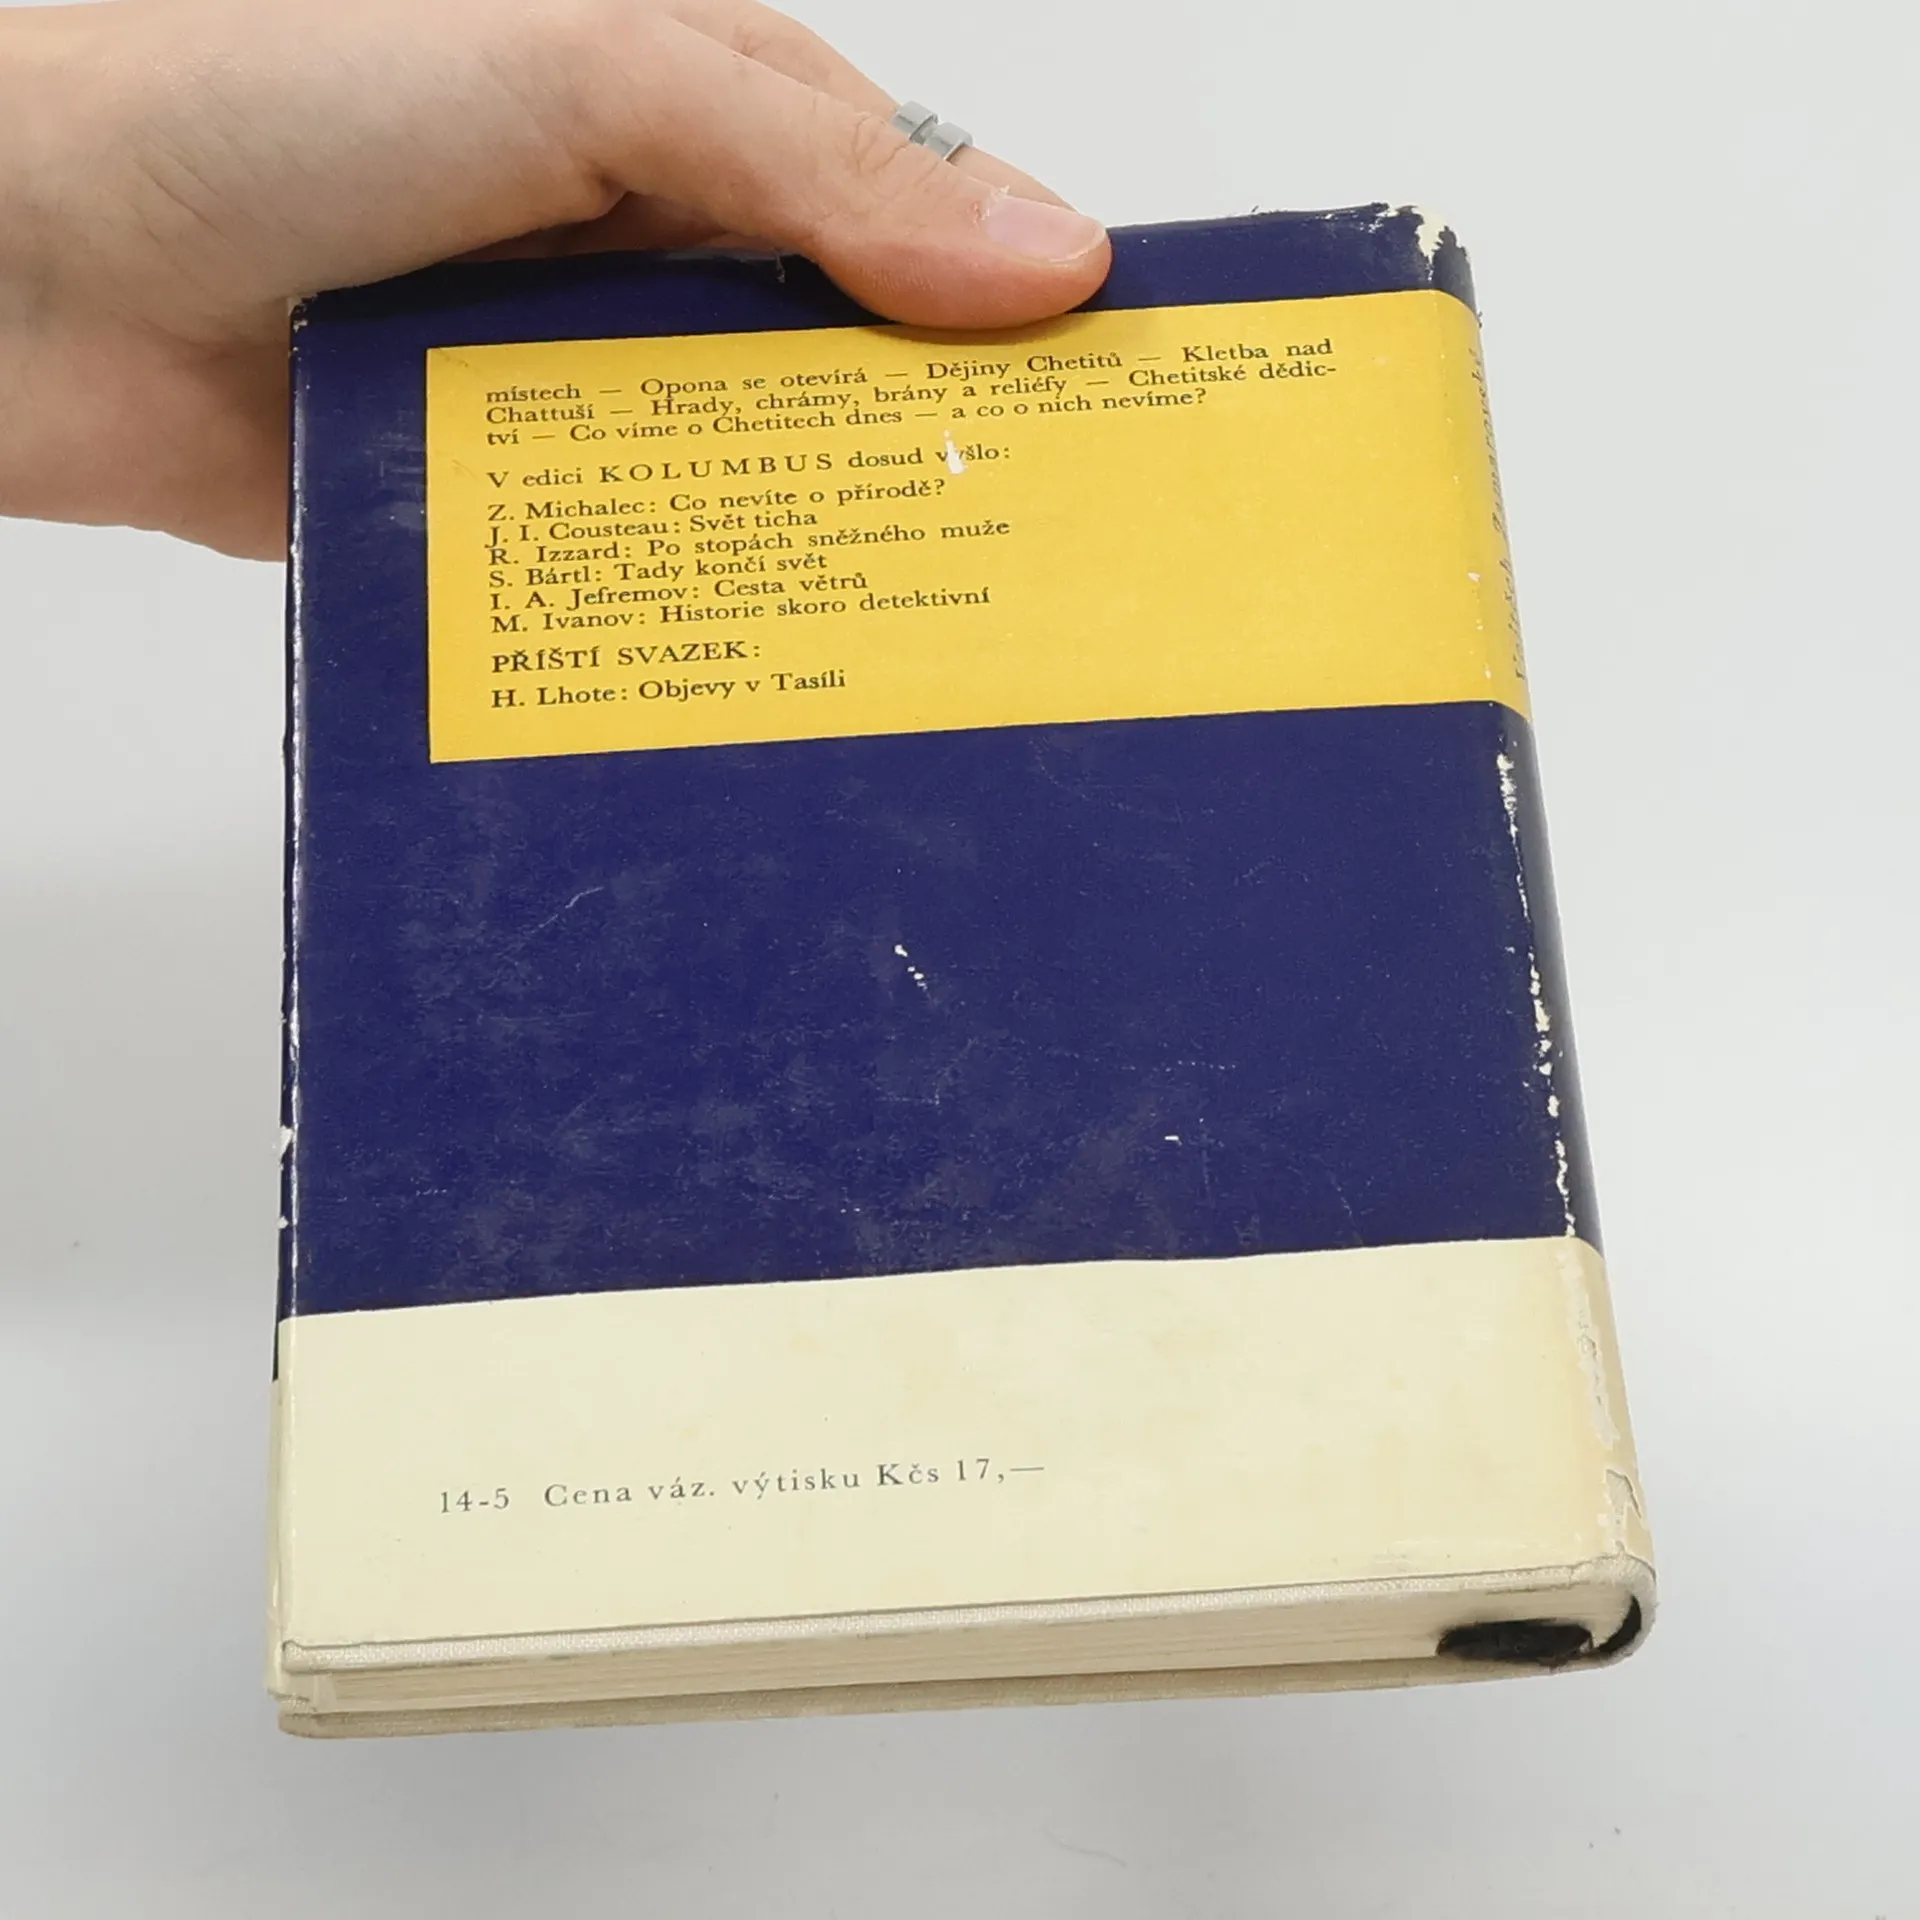 místech — Opona se otevírá — Dějiny Chetitů — Kletba nad
Chattuší — Hrady, chrámy, brány a reliéfy — Chetitské dědic-
tví — Co víme o Chetitech dnes — a co o nich nevíme?
V edici KOLUMBUS dosud vyšlo:
Z. Michalec: Co nevíte o přírodě?
J. I. Cousteau: Svět ticha
R. Izzard: Po stopách sněžného muže
S. Bártl: Tady končí svět
I. A. Jefremov: Cesta větrů
M. Ivanov: Historie skoro detektivní
PŘÍŠTÍ SVAZEK:
H. Lhote: Objevy v Tasíli
14-5 Cena váz. výtisku Kčs 17,—
Vojtěch Zamarovský